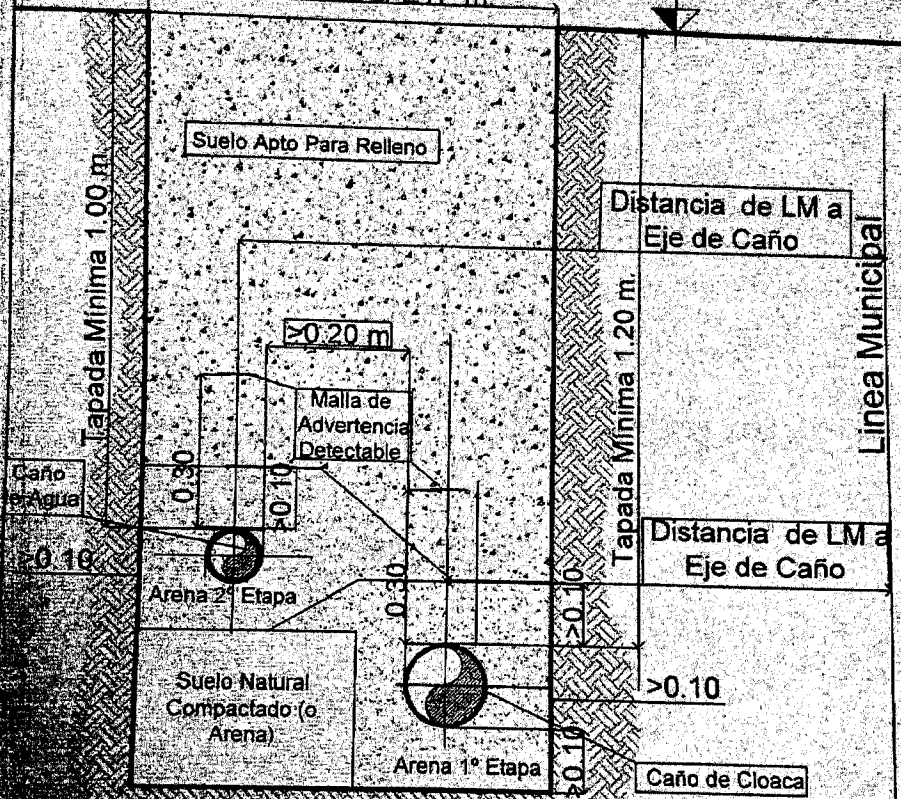 Suelo Apto Para Relleno
Tapada Mínima 1.00 m
Distancia de LM a
Eje de Caño
Linea Municipal
>0.20 m
Tapada Mínima 1.20 m.
Malla de
Advertencia
Detectable
0.30
>0.10
Caño
Agua
>0.10
Arena 2º Etapa
0.30
>0.10
Distancia de LM a
Eje de Caño
Suelo Natural
Compactado (o
Arena)
>0.10
Arena 1º Etapa
>0.10
Caño de Cloaca